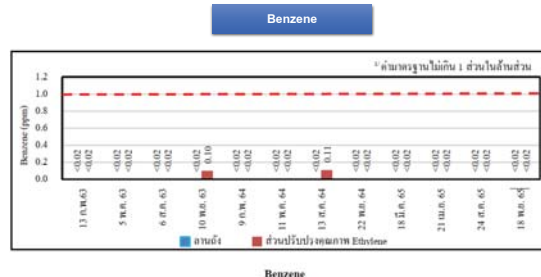 Benzene
¹⁾ค่ามาตรฐานไม่เกิน 1 ส่วนในล้านส่วน
Benzene (ppm)
1.2
1.0
0.8
0.6
0.4
0.2
0.0
<0.02 <0.02 <0.02 <0.02 <0.02 <0.02 <0.02 0.10 <0.02 <0.02 <0.02 <0.02 <0.02 0.11 <0.02 <0.02 <0.02 <0.02 <0.02 <0.02 <0.02 <0.02 <0.02 <0.02
13 ก.พ.63 5 พ.ค. 63 6 ส.ค. 63 10 พ.ย. 63 9 ก.พ. 64 11 พ.ค. 64 13 ส.ค. 64 22 พ.ย. 64 18 มี.ค. 65 21 เม.ย. 65 24 ส.ค. 65 18 พ.ย. 65
ลานถัง ส่วนปรับปรุงคุณภาพ Ethylene
Benzene